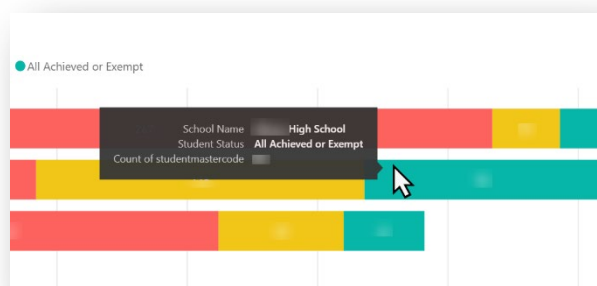 All Achieved or Exempt
School Name High School
Student Status All Achieved or Exempt
Count of studentmastercode